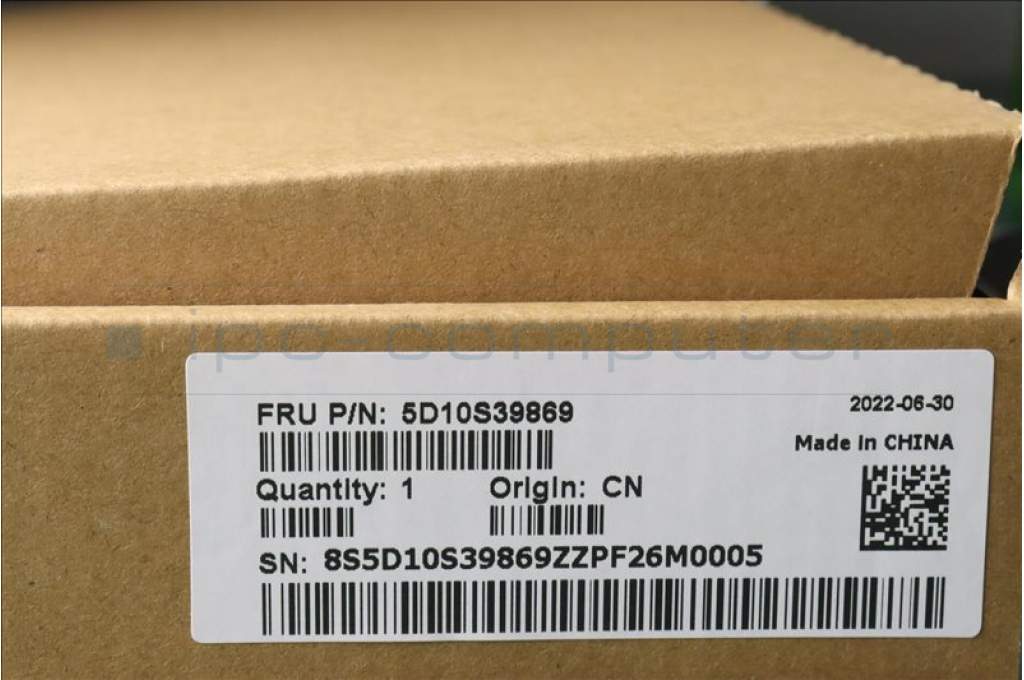 ipc-computer
FRU P/N: 5D10S39869
2022-06-30
Made in CHINA
Quantity: 1
Origin: CN
SN: 8S5D10S39869ZZPF26M0005